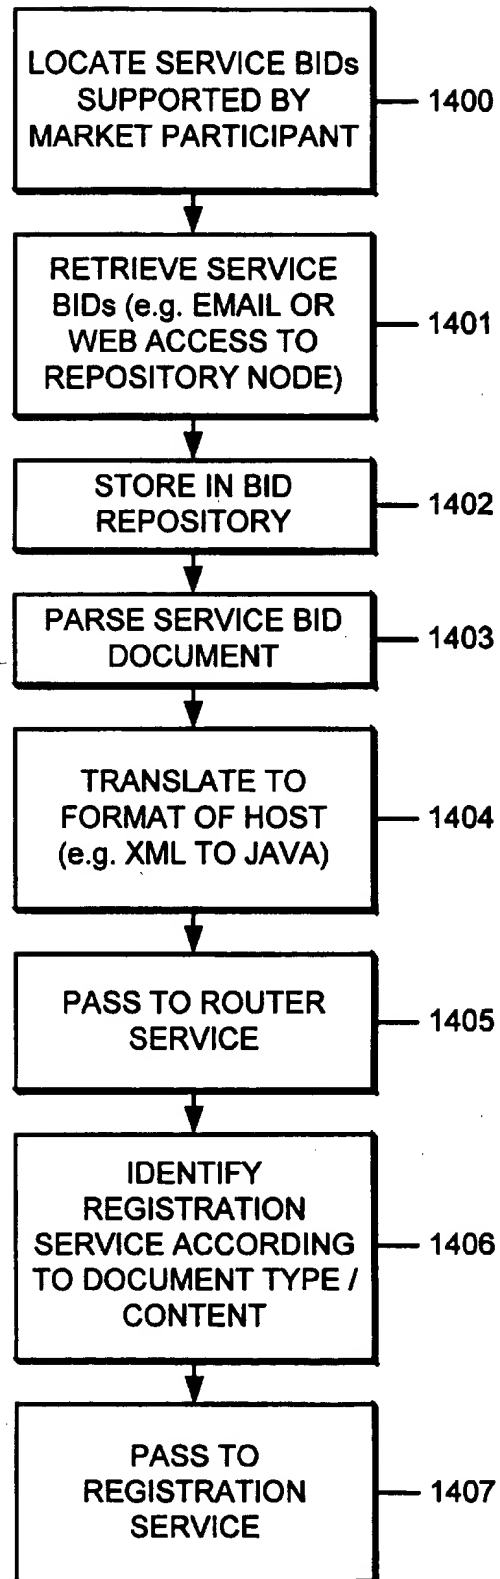 LOCATE SERVICE BIDs
SUPPORTED BY
MARKET PARTICIPANT
1400
RETRIEVE SERVICE
BIDs (e.g. EMAIL OR
WEB ACCESS TO
REPOSITORY NODE)
1401
STORE IN BID
REPOSITORY
1402
PARSE SERVICE BID
DOCUMENT
1403
TRANSLATE TO
FORMAT OF HOST
(e.g. XML TO JAVA)
1404
PASS TO ROUTER
SERVICE
1405
IDENTIFY
REGISTRATION
SERVICE ACCORDING
TO DOCUMENT TYPE /
CONTENT
1406
PASS TO
REGISTRATION
SERVICE
1407